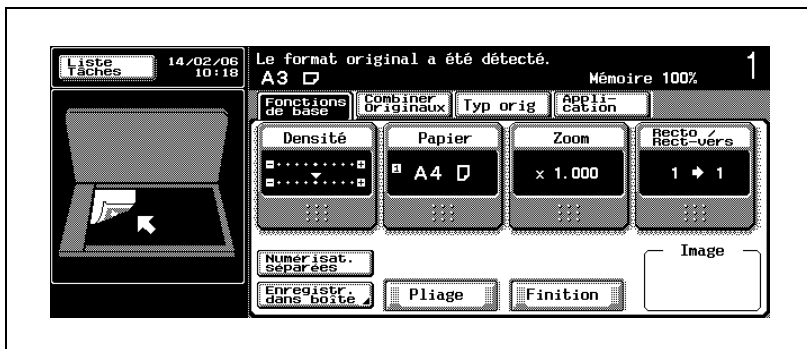 Liste
Tâches
14/02/06
10:18
Le format original a été détecté.
A3
Mémoire 100%
1
Fonctions
de base
Combiner
Originaux
Typ orig
Appli-
cation
Densité
Papier
Zoom
Recto /
Rect-vers
1 A4
× 1.000
1 ➔ 1
Numérisat.
séparées
Image
Enregistr.
dans boîte
Pliage
Finition